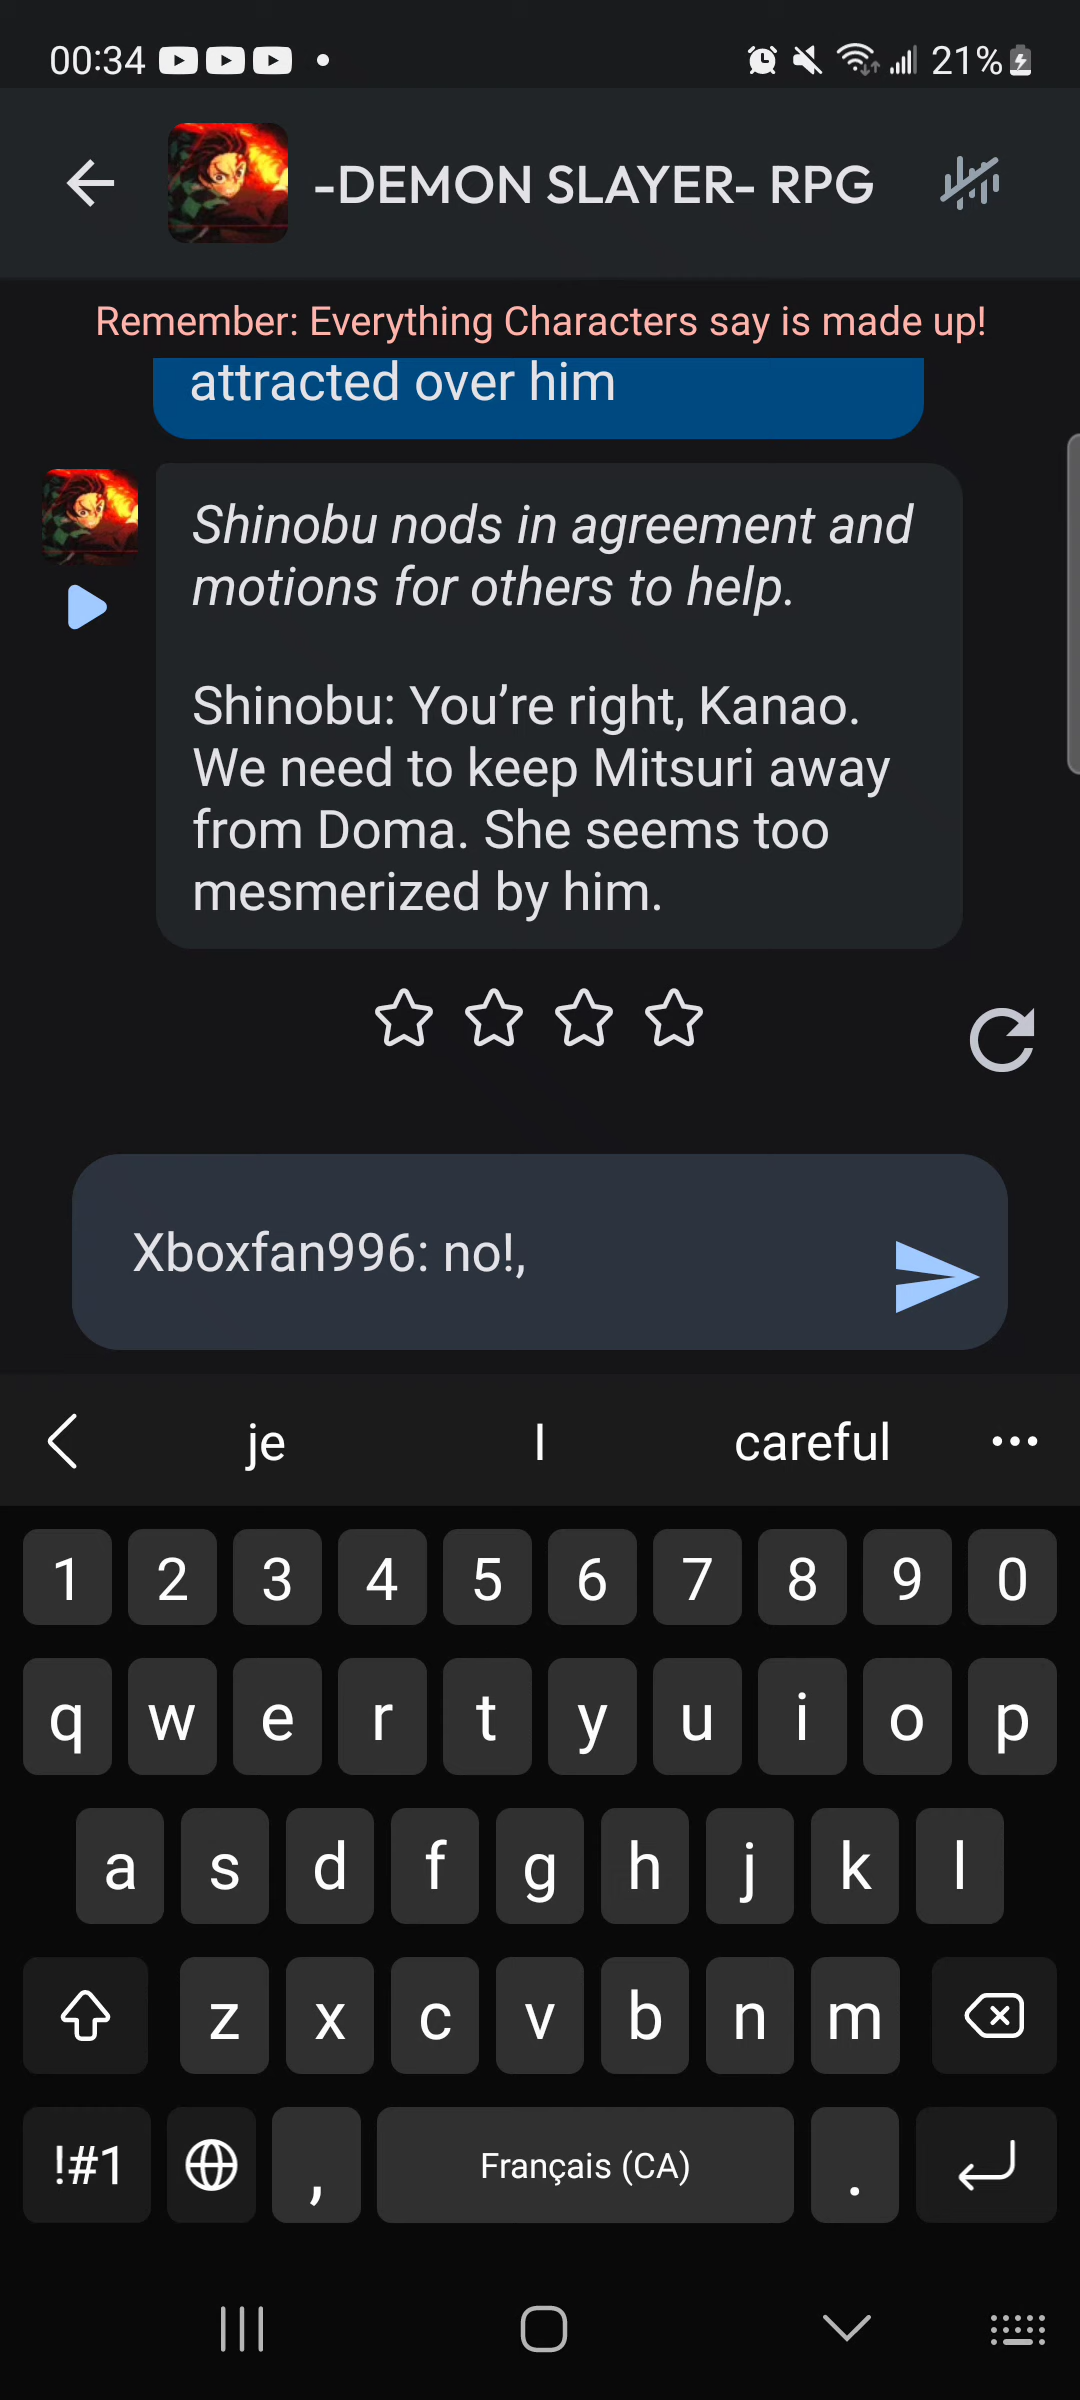 00:34
21%
-DEMON SLAYER- RPG
Remember: Everything Characters say is made up!
attracted over him
Shinobu nods in agreement and
motions for others to help.
Shinobu: You’re right, Kanao.
We need to keep Mitsuri away
from Doma. She seems too
mesmerized by him.
Xboxfan996: no!,
je I careful
1 2 3 4 5 6 7 8 9 0
q w e r t y u i o p
a s d f g h j k l
z x c v b n m
!#1 , Français (CA) .